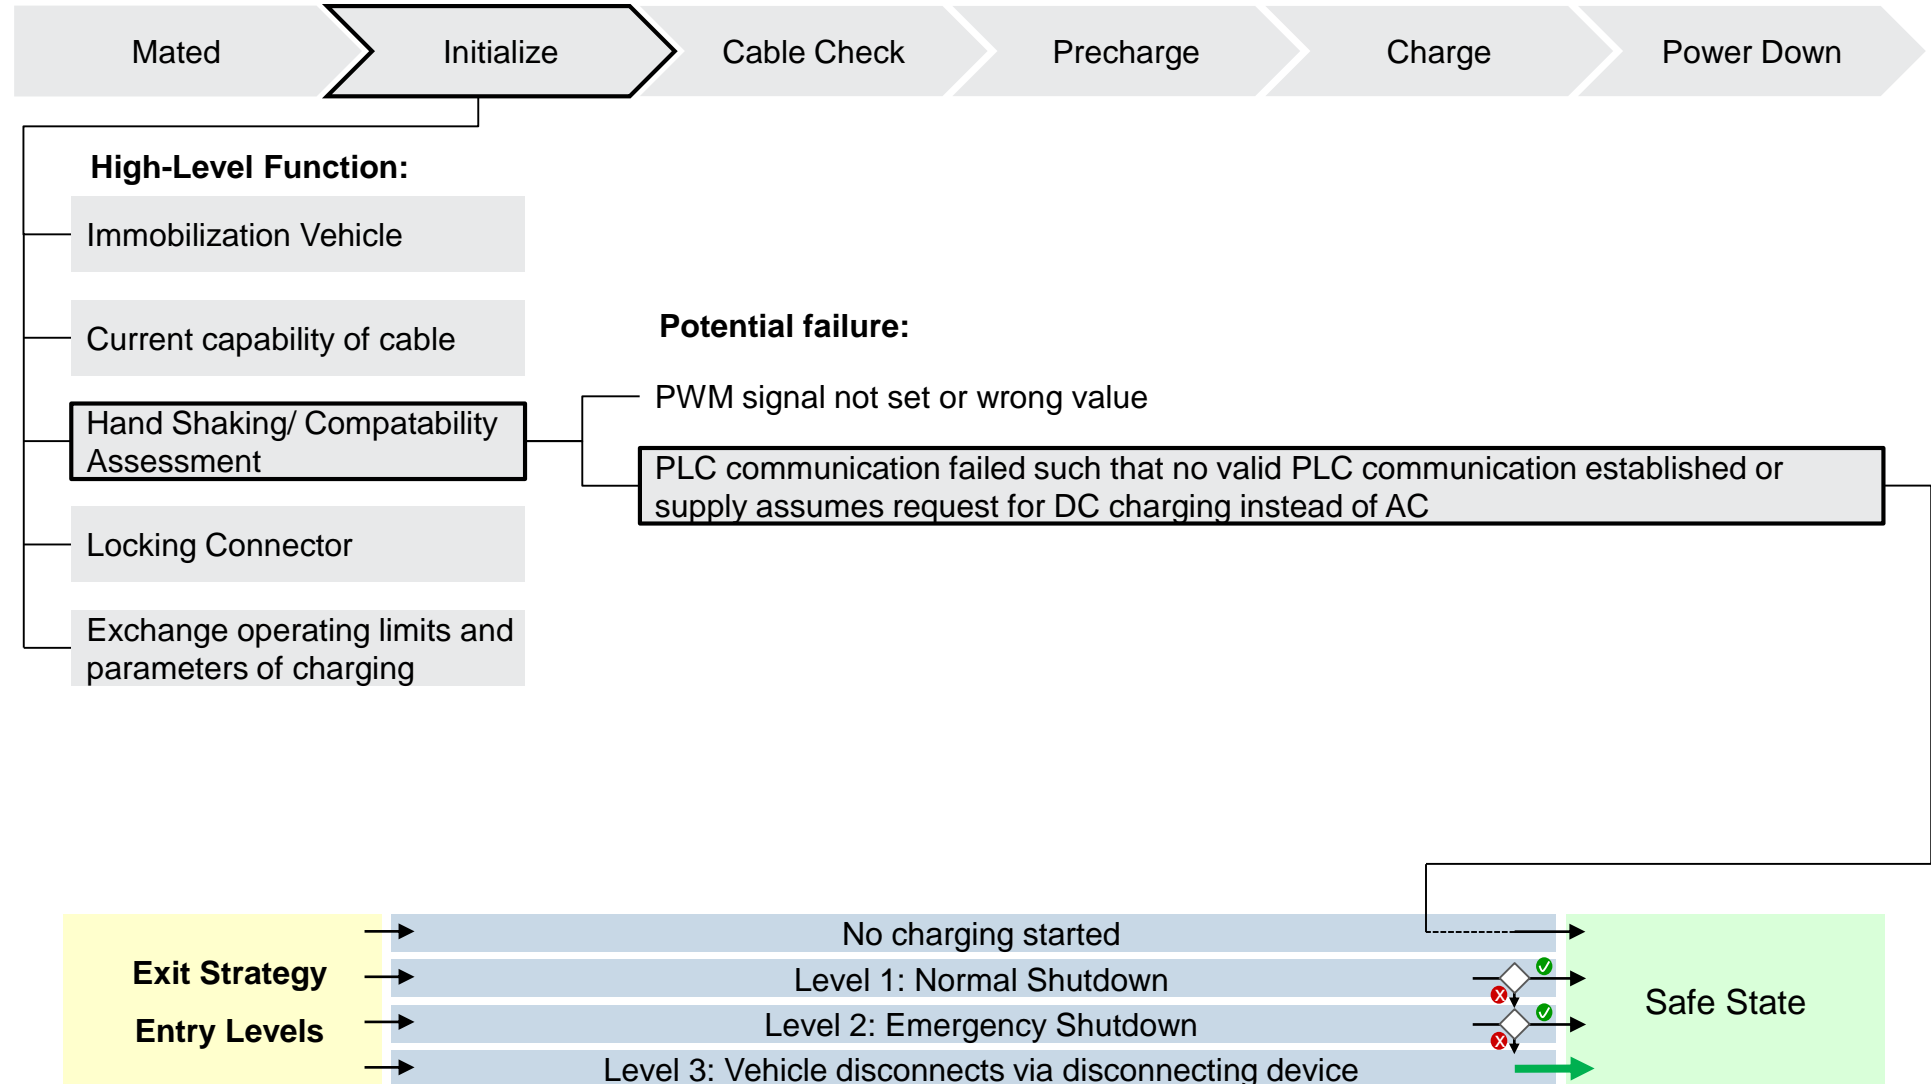 Mated
Initialize
Cable Check
Precharge
Charge
Power Down
High-Level Function:
Immobilization Vehicle
Current capability of cable
Potential failure:
PWM signal not set or wrong value
Hand Shaking/ Compatability
Assessment
PLC communication failed such that no valid PLC communication established or
supply assumes request for DC charging instead of AC
Locking Connector
Exchange operating limits and
parameters of charging
Exit Strategy
Entry Levels
No charging started
Level 1: Normal Shutdown
Level 2: Emergency Shutdown
Level 3: Vehicle disconnects via disconnecting device
Safe State